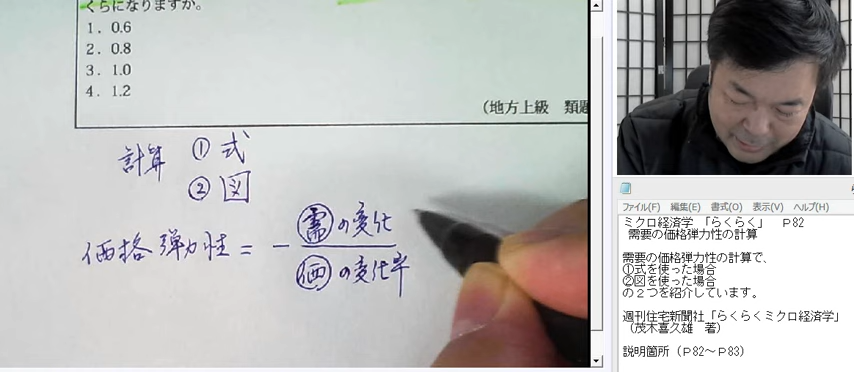 くらになりますか。
1．0.6
2．0.8
3．1.0
4．1.2
（地方上級　類題
計算 ① 式
② 図
価格弾力性 = － 需の変化
価の変化率
ファイル(F)　編集(E)　書式(O)　表示(V)　ヘルプ(H)
ミクロ経済学　「らくらく」　Ｐ82
需要の価格弾力性の計算
需要の価格弾力性の計算で、
①式を使った場合
②図を使った場合
の２つを紹介しています。
週刊住宅新聞社「らくらくミクロ経済学」
（茂木喜久雄　著）
説明箇所（Ｐ82～Ｐ83）